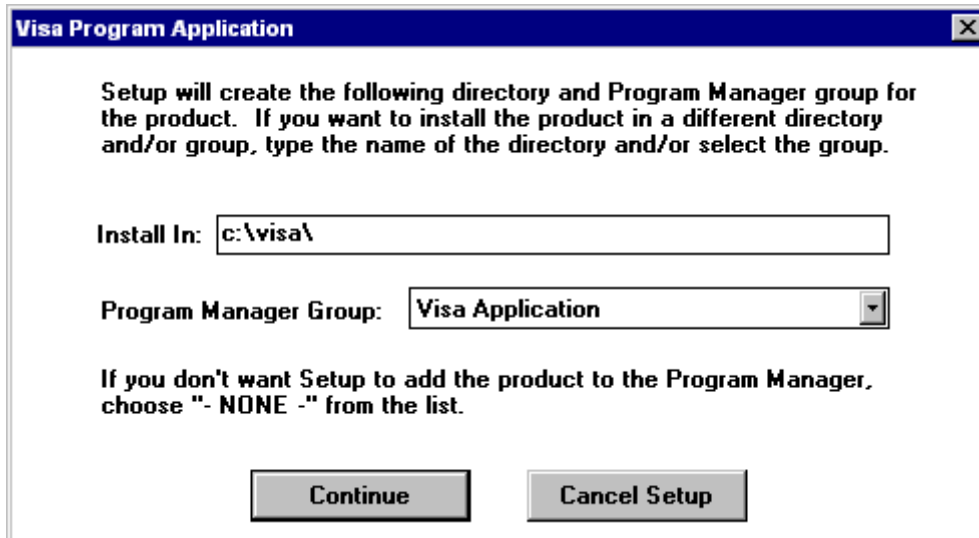 Visa Program Application
Setup will create the following directory and Program Manager group for
the product. If you want to install the product in a different directory
and/or group, type the name of the directory and/or select the group.
Install In: c:\visa\
Program Manager Group: Visa Application
If you don't want Setup to add the product to the Program Manager,
choose "- NONE -" from the list.
Continue Cancel Setup